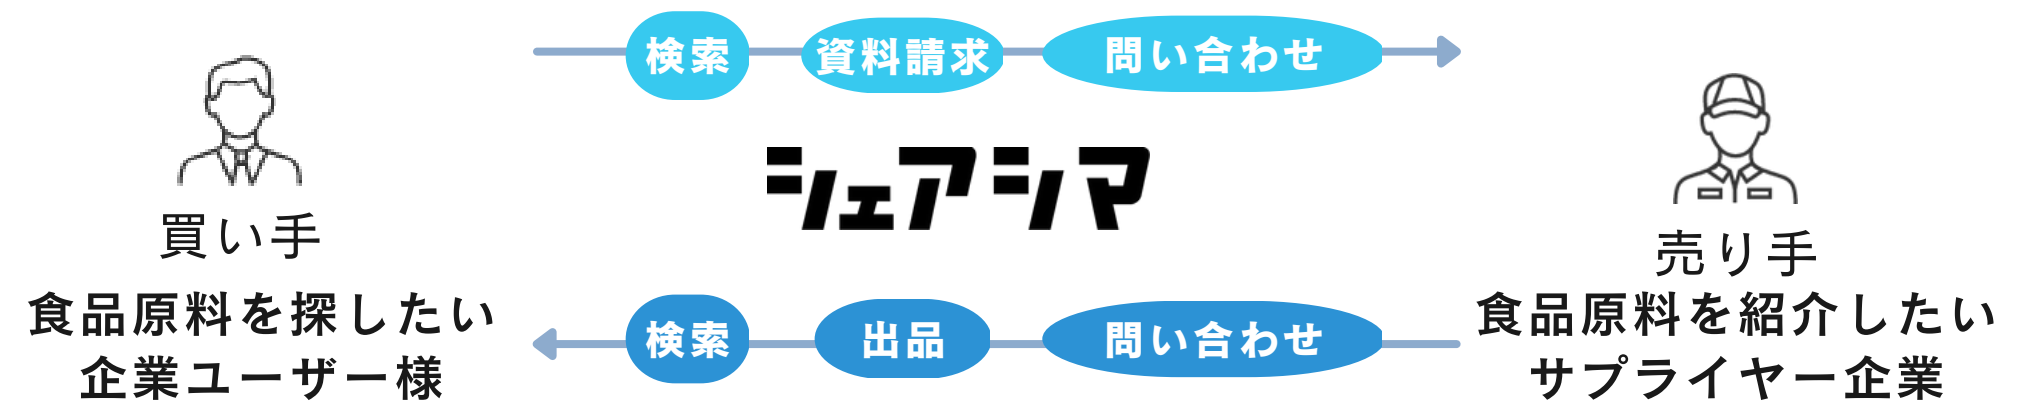 検索
資料請求
問い合わせ
シェアシマ
買い手
食品原料を探したい
企業ユーザー様
売り手
食品原料を紹介したい
サプライヤー企業
検索
出品
問い合わせ